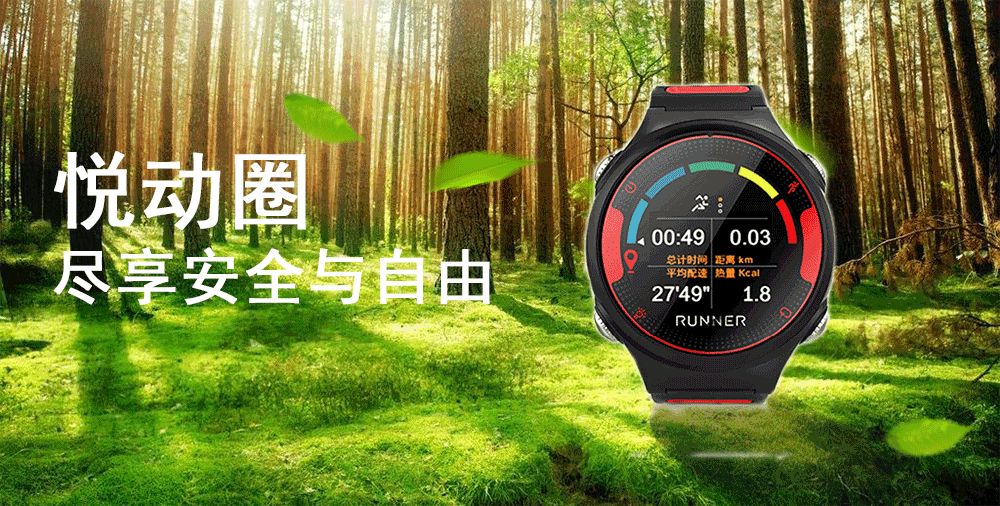 悦动圈
尽享安全与自由
00:49 0.03
总计时间 距离 km
平均配速 热量 Kcal
27'49" 1.8
RUNNER